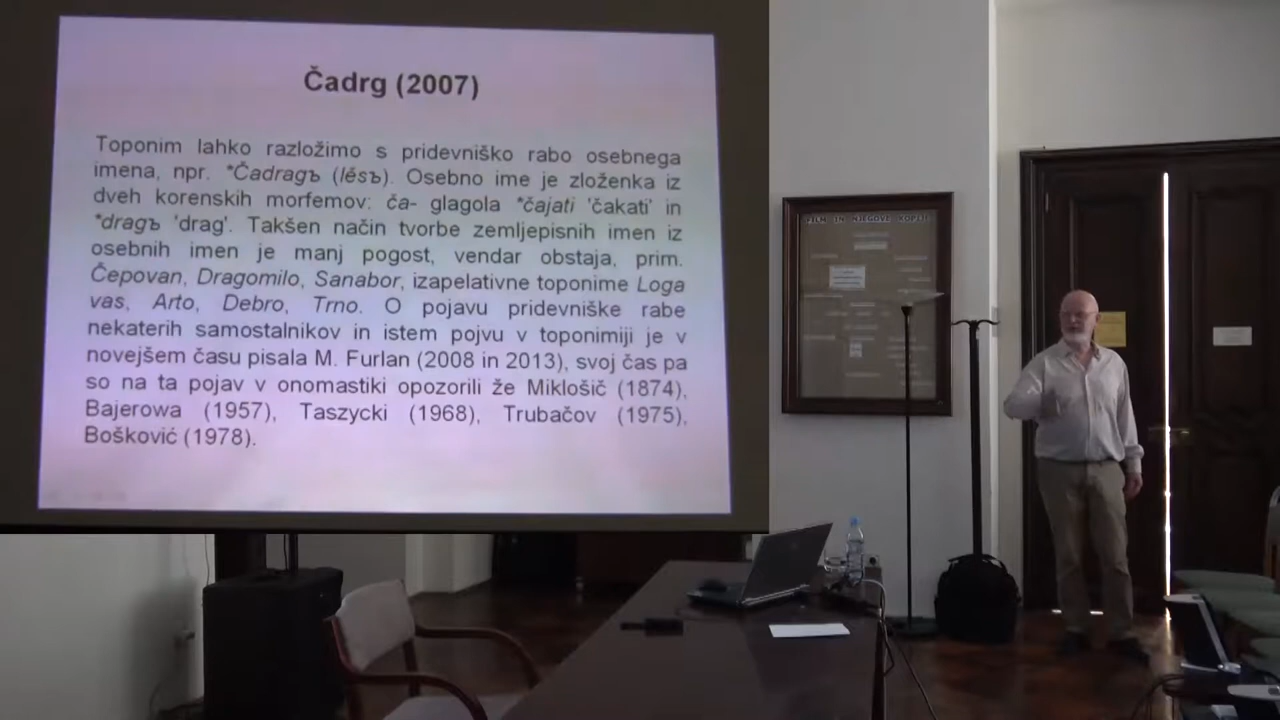 Čadrg (2007)
Toponim lahko razložimo s pridevniško rabo osebnega
imena, npr. *Čadragъ (lěsъ). Osebno ime je zloženka iz
dveh korenskih morfemov: ča- glagola *čajati 'čakati' in
*dragъ 'drag'. Takšen način tvorbe zemljepisnih imen iz
osebnih imen je manj pogost, vendar obstaja, prim.
Čepovan, Dragomilo, Sanabor, izapelativne toponime Loga
vas, Arto, Debro, Trno. O pojavu pridevniške rabe
nekaterih samostalnikov in istem pojvu v toponimiji je v
novejšem času pisala M. Furlan (2008 in 2013), svoj čas pa
so na ta pojav v onomastiki opozorili že Miklošič (1874),
Bajerowa (1957), Taszycki (1968), Trubačov (1975),
Bošković (1978).
FILM IN NJEGOVE KOPIJE